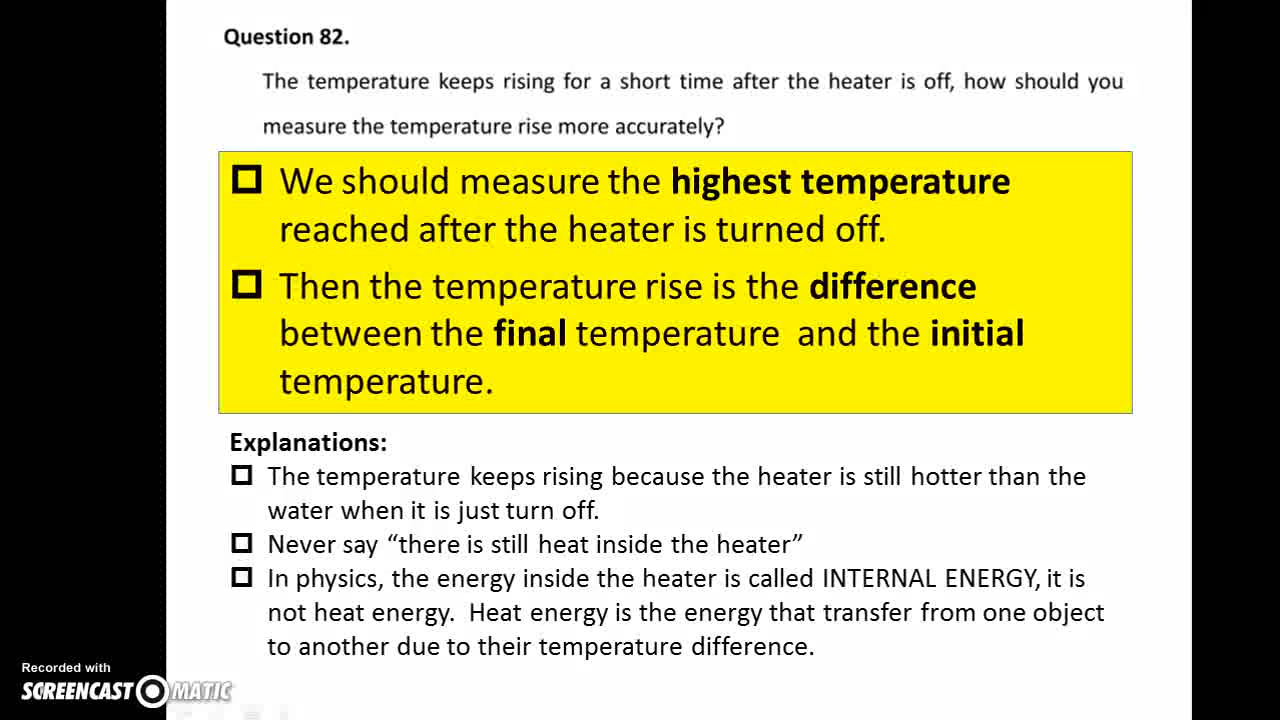 Question 82.
The temperature keeps rising for a short time after the heater is off, how should you
measure the temperature rise more accurately?
We should measure the highest temperature
reached after the heater is turned off.
Then the temperature rise is the difference
between the final temperature and the initial
temperature.
Explanations:
The temperature keeps rising because the heater is still hotter than the
water when it is just turn off.
Never say “there is still heat inside the heater”
In physics, the energy inside the heater is called INTERNAL ENERGY, it is
not heat energy. Heat energy is the energy that transfer from one object
to another due to their temperature difference.
Recorded with
SCREENCAST O MATIC